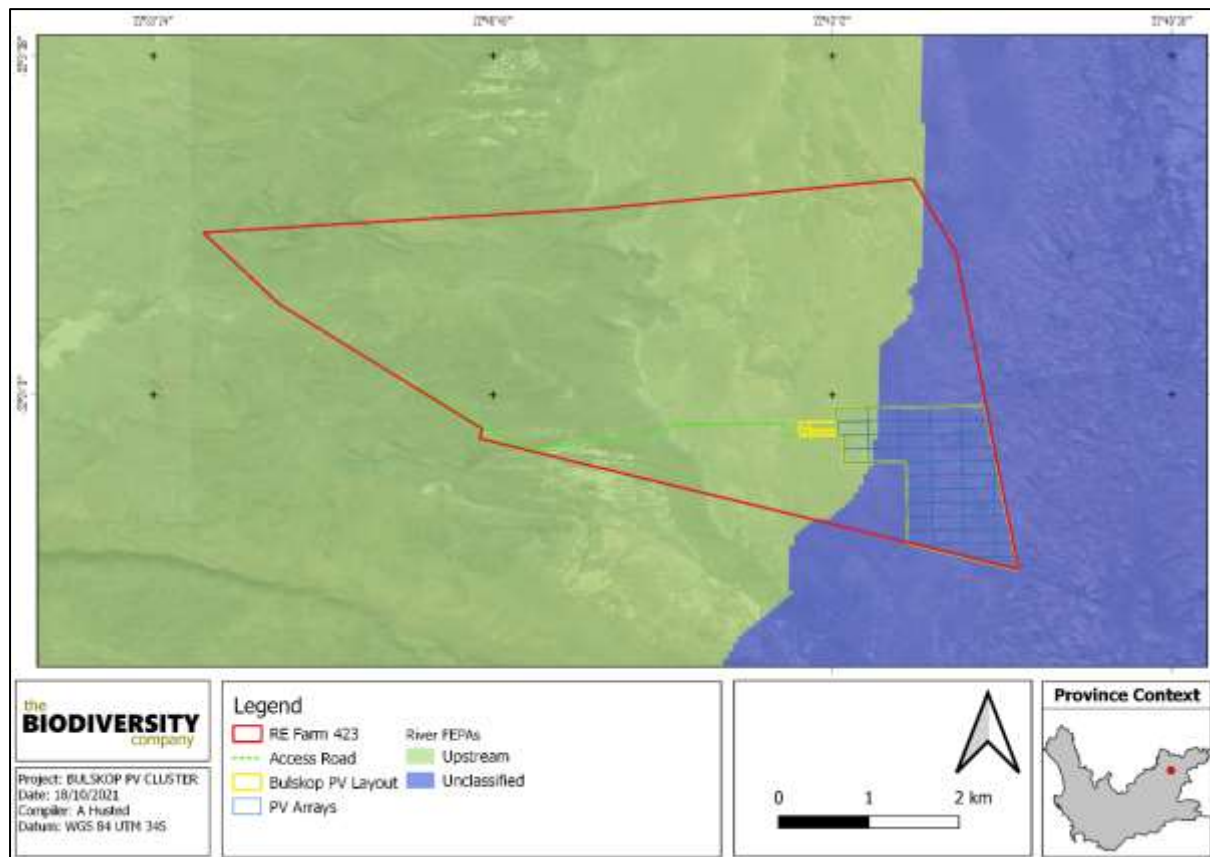 Legend
RE Farm 423
Access Road
Bulskop PV Layout
PV Arrays
River FEPAs
Upstream
Unclassified
0 1 2 km
Province Context
the
BIODIVERSITY
company
Project: BULSKOP PV CLUSTER
Date: 18/10/2021
Compiler: A Husted
Datum: WGS 84 UTM 34S